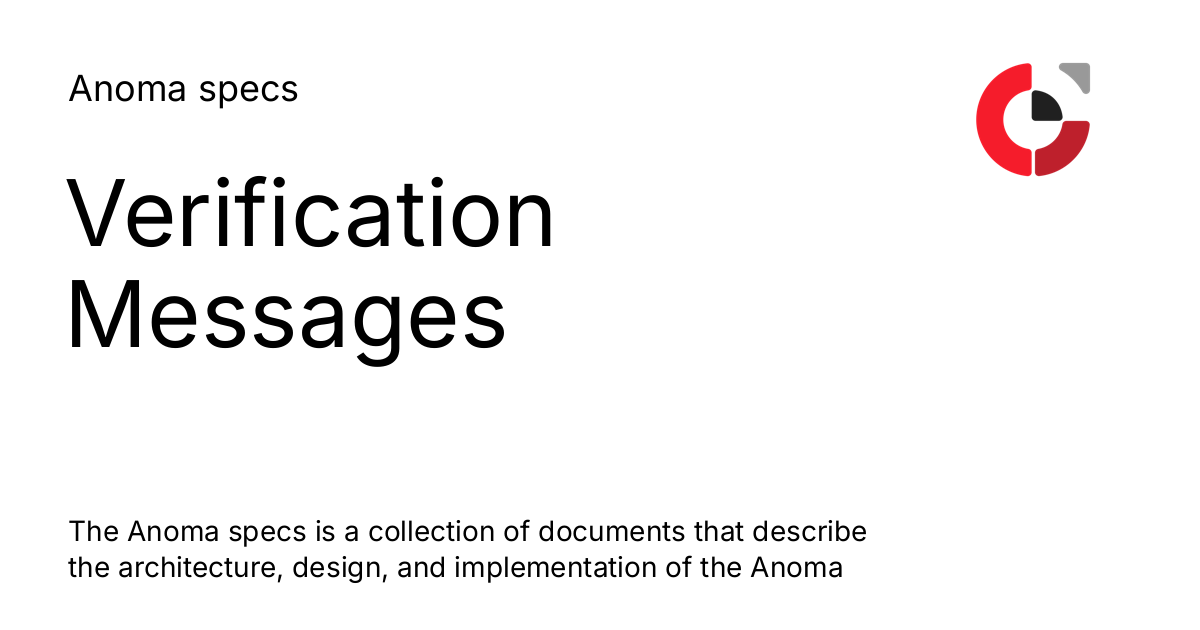 Anoma specs
Verification
Messages
The Anoma specs is a collection of documents that describe
the architecture, design, and implementation of the Anoma